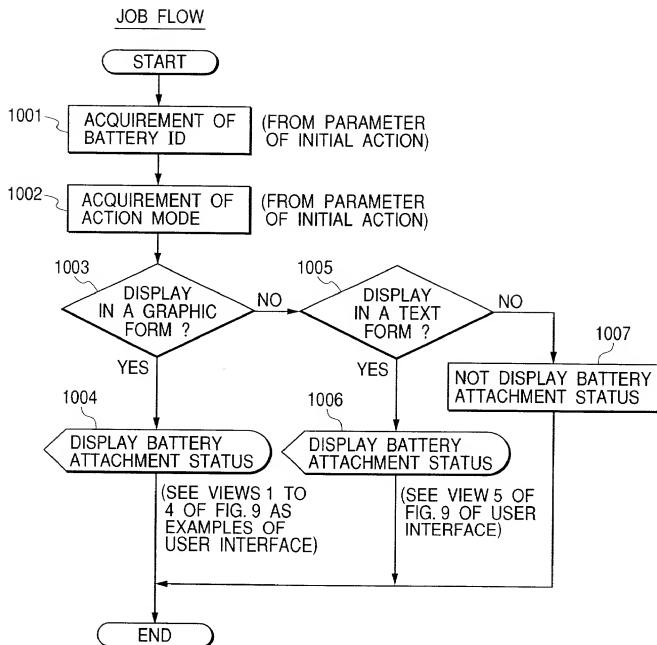 JOB FLOW
START
1001
ACQUIREMENT OF
BATTERY ID
(FROM PARAMETER
OF INITIAL ACTION)
1002
ACQUIREMENT OF
ACTION MODE
(FROM PARAMETER
OF INITIAL ACTION)
1003
DISPLAY
IN A GRAPHIC
FORM ?
NO
YES
1005
DISPLAY
IN A TEXT
FORM ?
NO
YES
1007
NOT DISPLAY BATTERY
ATTACHMENT STATUS
1004
DISPLAY BATTERY
ATTACHMENT STATUS
(SEE VIEWS 1 TO
4 OF FIG. 9 AS
EXAMPLES OF
USER INTERFACE)
1006
DISPLAY BATTERY
ATTACHMENT STATUS
(SEE VIEW 5 OF
FIG. 9 OF USER
INTERFACE)
END